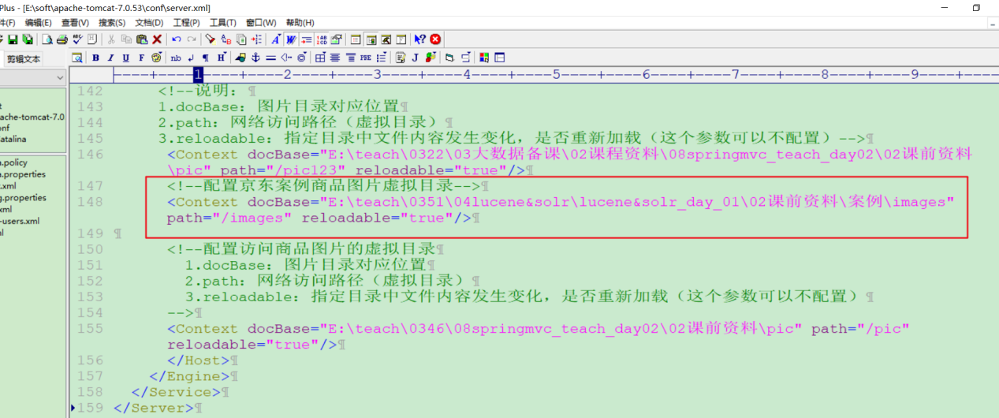 Plus - [E:\soft\apache-tomcat-7.0.53\conf\server.xml]
件(F) 编辑(E) 查看(V) 搜索(S) 文档(D) 工程(P) 工具(T) 窗口(W) 帮助(H)
剪辑文本
ache-tomcat-7.0
onf
atalina
a.policy
a.properties
.xml
g.properties
xml
-users.xml
ml
142 <!--说明：
143 1.docBase：图片目录对应位置
144 2.path：网络访问路径（虚拟目录）
145 3.reloadable：指定目录中文件内容发生变化，是否重新加载（这个参数可以不配置）-->
146 <Context docBase="E:\teach\0322\03大数据备课\02课程资料\08springmvc_teach_day02\02课前资料
\pic" path="/pic123" reloadable="true"/>
147 <!--配置京东案例商品图片虚拟目录-->
148 <Context docBase="E:\teach\0351\04lucene&solr\lucene&solr_day_01\02课前资料\案例\images"
path="/images" reloadable="true"/>
149
150 <!--配置访问商品图片的虚拟目录
151 1.docBase：图片目录对应位置
152 2.path：网络访问路径（虚拟目录）
153 3.reloadable：指定目录中文件内容发生变化，是否重新加载（这个参数可以不配置）
154 -->
155 <Context docBase="E:\teach\0346\08springmvc_teach_day02\02课前资料\pic" path="/pic"
reloadable="true"/>
156 </Host>
157 </Engine>
158 </Service>
159 </Server>